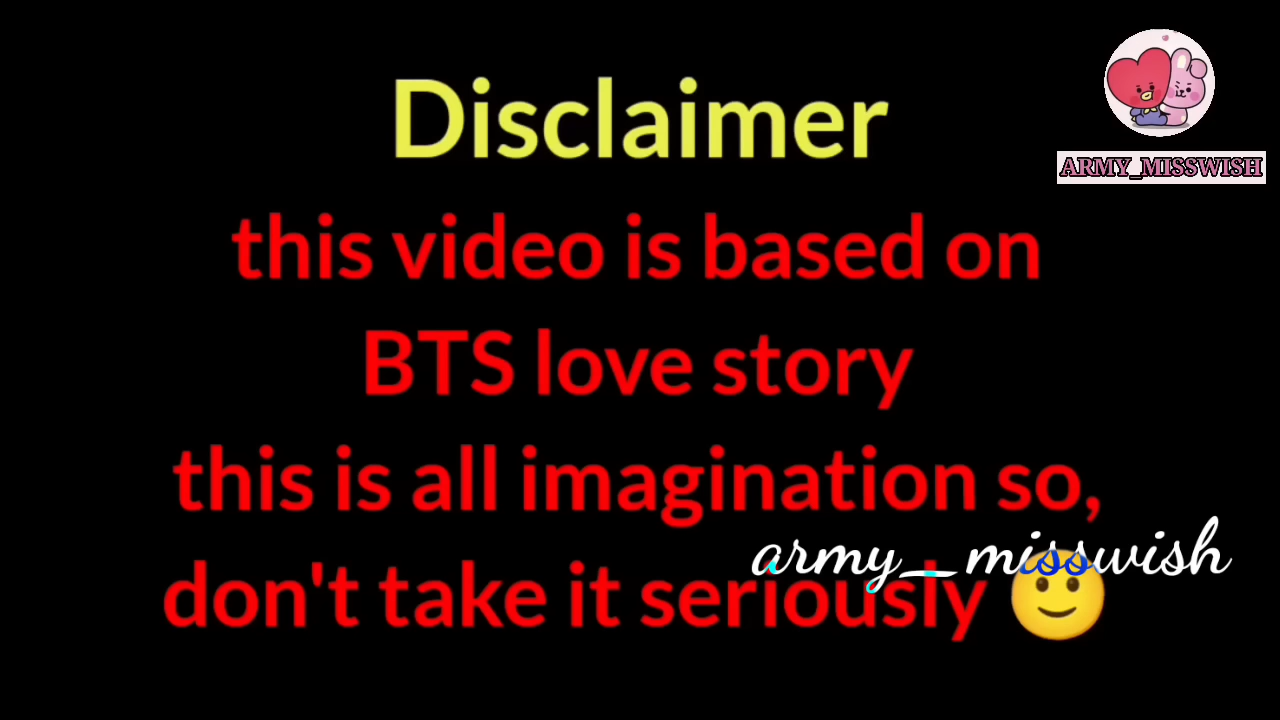 Disclaimer
ARMY_MISSWISH
this video is based on
BTS love story
this is all imagination so,
army_misswish
don't take it seriously 🙂